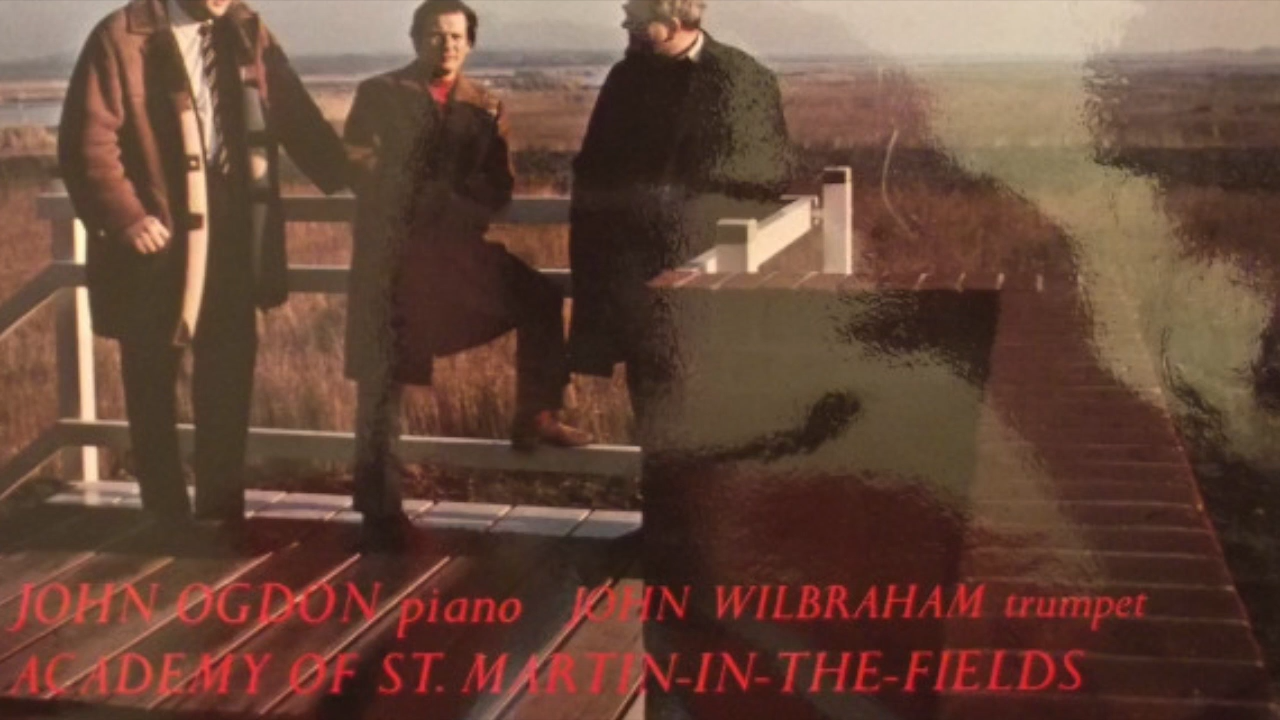 JOHN OGDON piano JOHN WILBRAHAM trumpet
ACADEMY OF ST. MARTIN-IN-THE-FIELDS